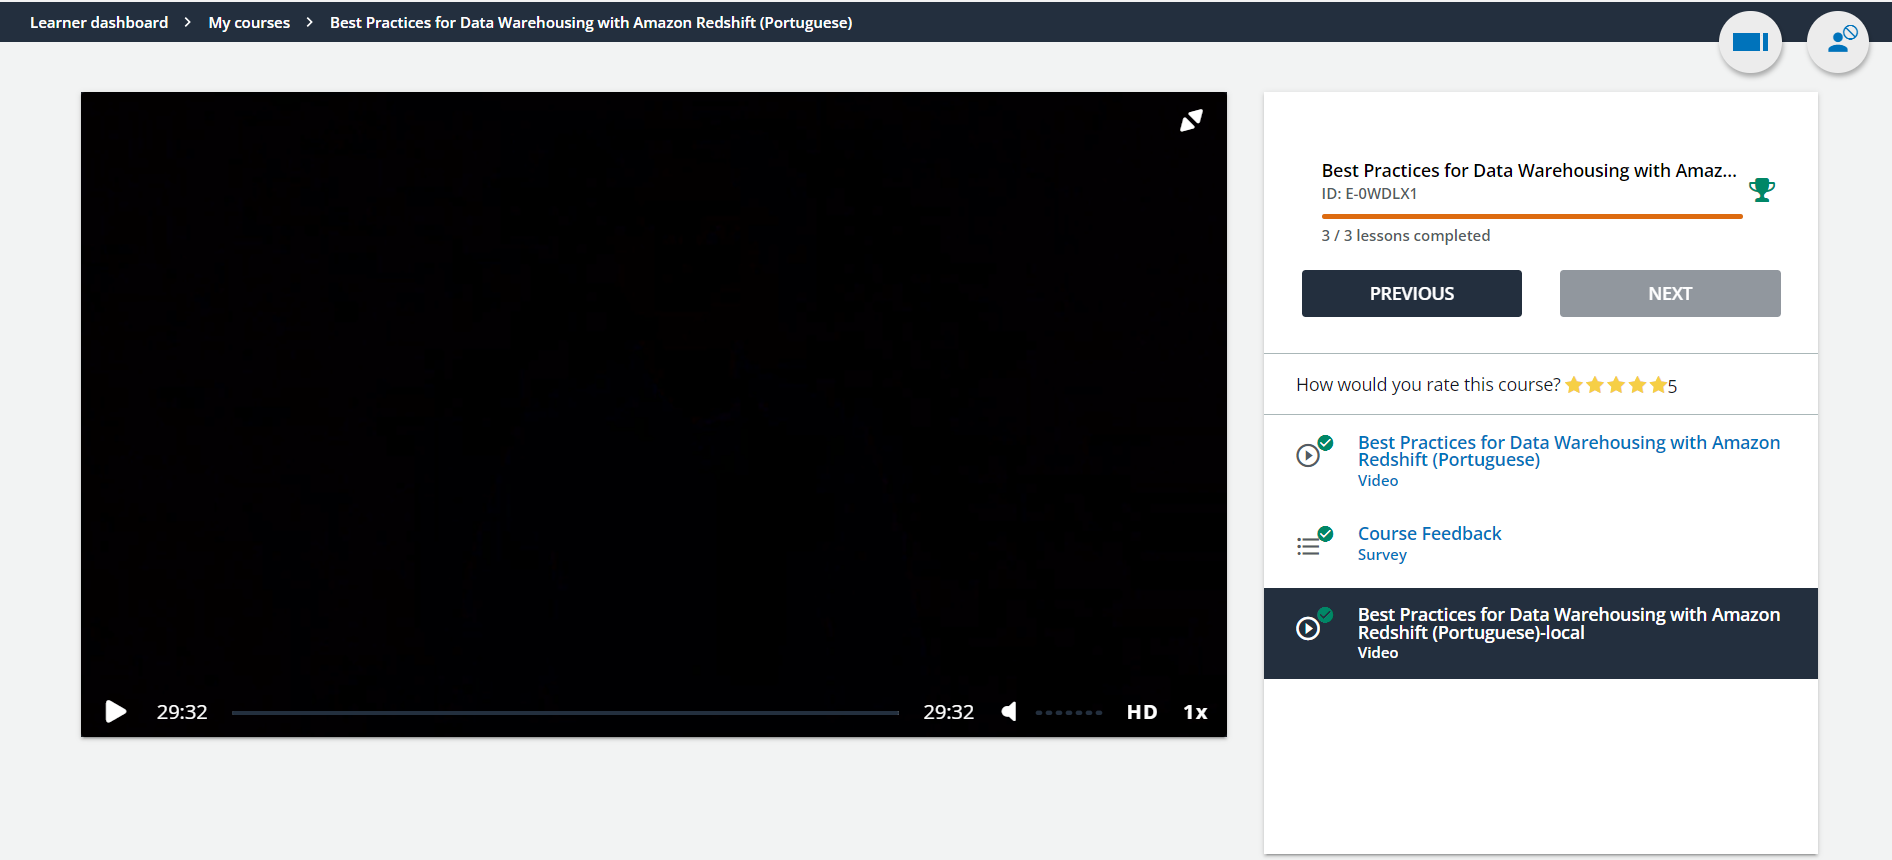 Learner dashboard > My courses > Best Practices for Data Warehousing with Amazon Redshift (Portuguese)
Best Practices for Data Warehousing with Amaz...
ID: E-0WDLX1
3 / 3 lessons completed
PREVIOUS NEXT
How would you rate this course? 5
Best Practices for Data Warehousing with Amazon
Redshift (Portuguese)
Video
Course Feedback
Survey
Best Practices for Data Warehousing with Amazon
Redshift (Portuguese)-local
Video
29:32 29:32 HD 1x